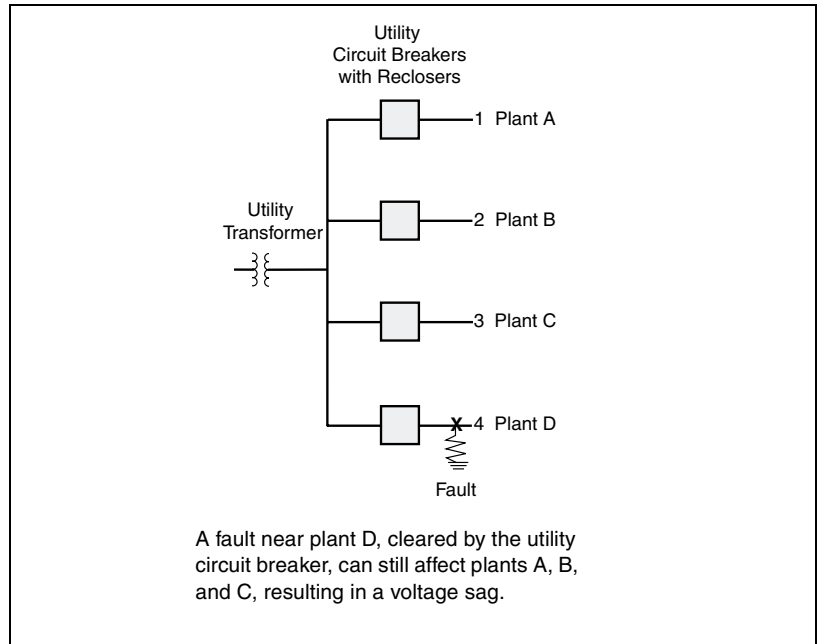 Utility
Circuit Breakers
with Reclosers
1 Plant A
Utility
Transformer
2 Plant B
3 Plant C
X
4 Plant D
Fault
A fault near plant D, cleared by the utility
circuit breaker, can still affect plants A, B,
and C, resulting in a voltage sag.